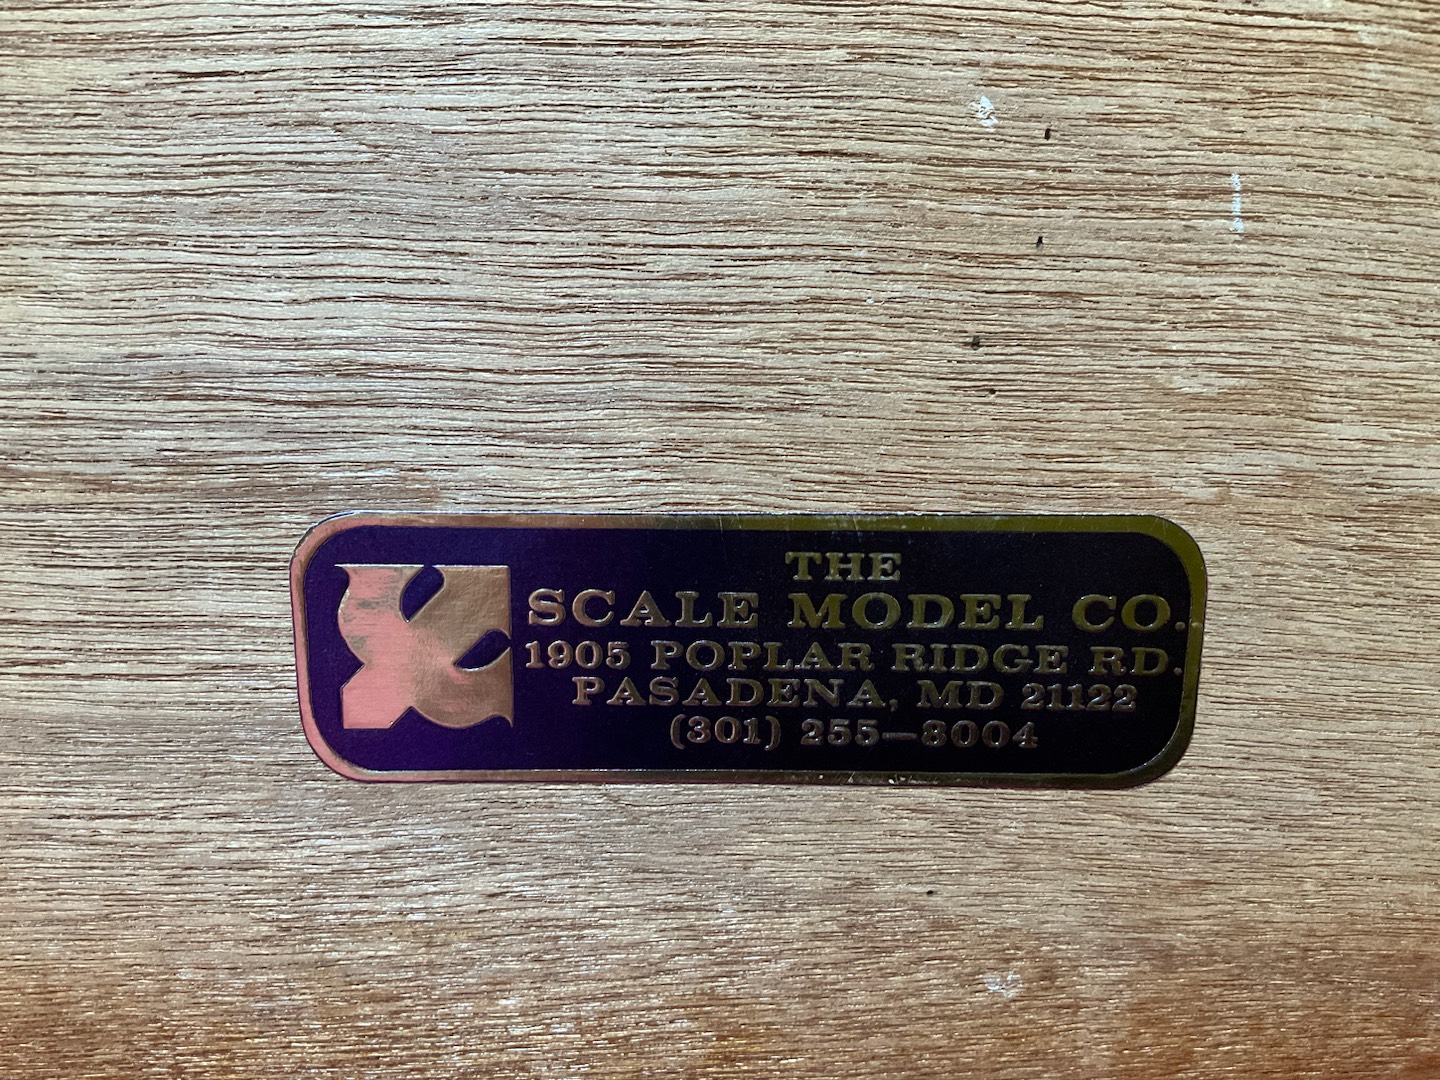 THE
SCALE MODEL CO.
1905 POPLAR RIDGE RD.
PASADENA, MD 21122
(301) 255—8004